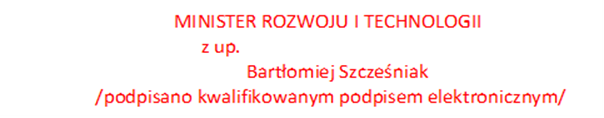 MINISTER ROZWOJU I TECHNOLOGII
z up.
Bartłomiej Szcześniak
/podpisano kwalifikowanym podpisem elektronicznym/